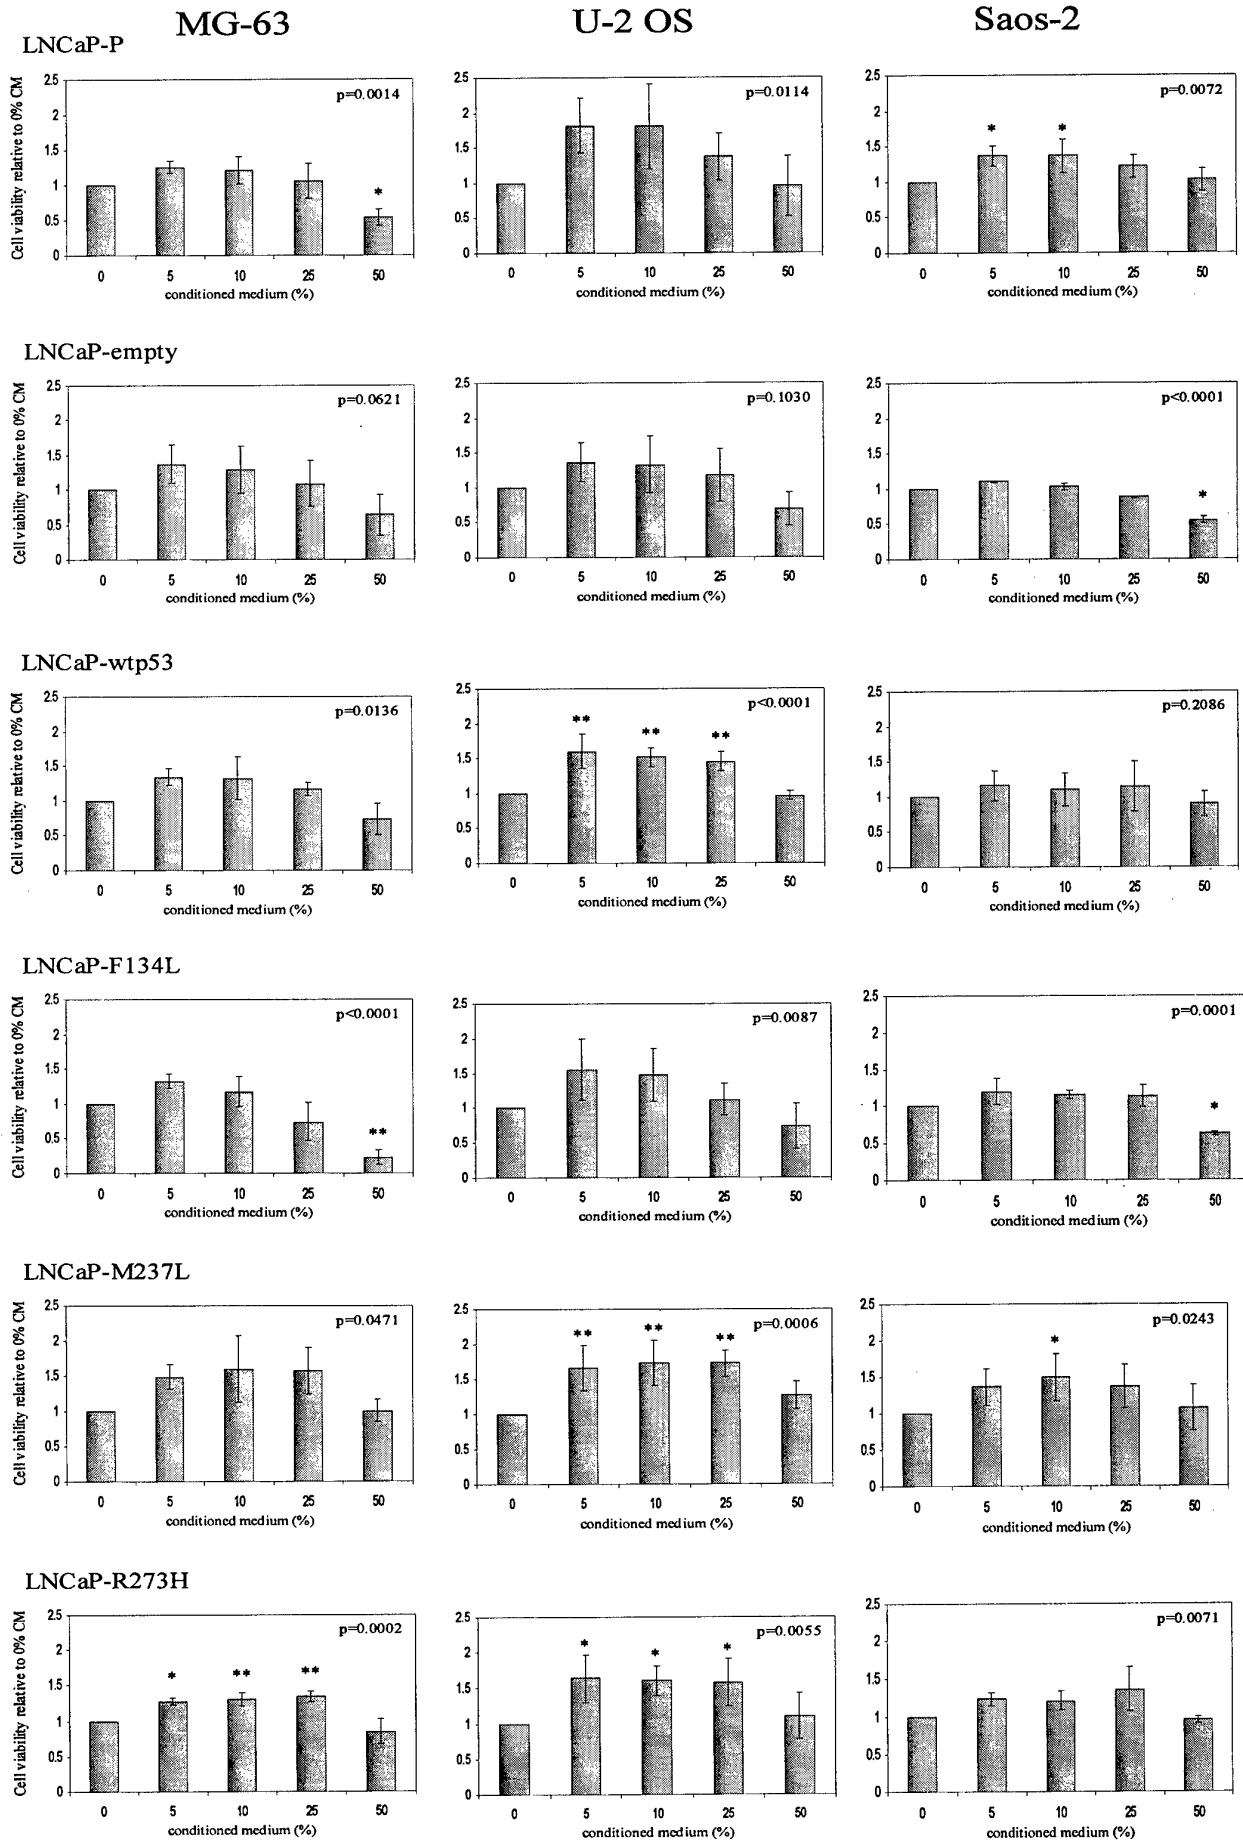 MG-63 U-2 OS Saos-2
LNCaP-P
Cell viability relative to 0% CM
2.5 2 1.5 1 0.5 0
p=0.0014
*
0 5 10 25 50
conditioned medium (%)
2.5 2 1.5 1 0.5 0
p=0.0114
0 5 10 25 50
conditioned medium (%)
2.5 2 1.5 1 0.5 0
p=0.0072
* *
0 5 10 25 50
conditioned medium (%)
LNCaP-empty
Cell viability relative to 0% CM
2.5 2 1.5 1 0.5 0
p=0.0621
0 5 10 25 50
conditioned medium (%)
2.5 2 1.5 1 0.5 0
p=0.1030
0 5 10 25 50
conditioned medium (%)
2.5 2 1.5 1 0.5 0
p<0.0001
*
0 5 10 25 50
conditioned medium (%)
LNCaP-wtp53
Cell viability relative to 0% CM
2.5 2 1.5 1 0.5 0
p=0.0136
0 5 10 25 50
conditioned medium (%)
2.5 2 1.5 1 0.5 0
p<0.0001
** ** **
0 5 10 25 50
conditioned medium (%)
2.5 2 1.5 1 0.5 0
p=0.2086
0 5 10 25 50
conditioned medium (%)
LNCaP-F134L
Cell viability relative to 0% CM
2.5 2 1.5 1 0.5 0
p<0.0001
**
0 5 10 25 50
conditioned medium (%)
2.5 2 1.5 1 0.5 0
p=0.0087
0 5 10 25 50
conditioned medium (%)
2.5 2 1.5 1 0.5 0
p=0.0001
*
0 5 10 25 50
conditioned medium (%)
LNCaP-M237L
Cell viability relative to 0% CM
2.5 2 1.5 1 0.5 0
p=0.0471
0 5 10 25 50
conditioned medium (%)
2.5 2 1.5 1 0.5 0
p=0.0006
** ** **
0 5 10 25 50
conditioned medium (%)
2.5 2 1.5 1 0.5 0
p=0.0243
*
0 5 10 25 50
conditioned medium (%)
LNCaP-R273H
Cell viability relative to 0% CM
2.5 2 1.5 1 0.5 0
p=0.0002
* ** **
0 5 10 25 50
conditioned medium (%)
2.5 2 1.5 1 0.5 0
p=0.0055
* * *
0 5 10 25 50
conditioned medium (%)
2.5 2 1.5 1 0.5 0
p=0.0071
0 5 10 25 50
conditioned medium (%)